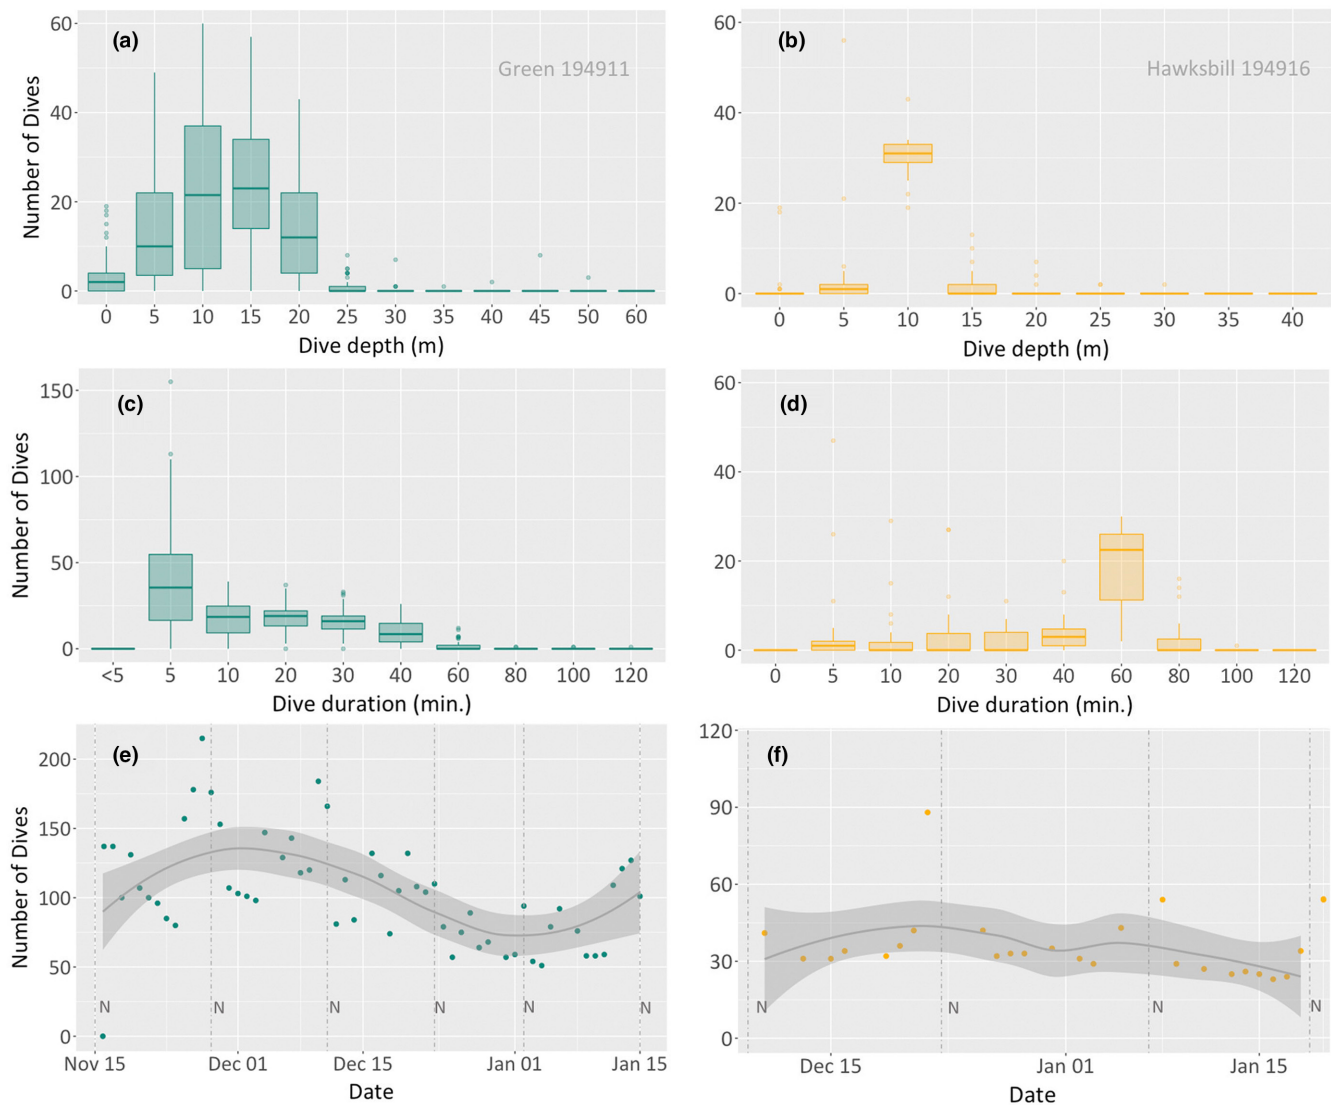 (a)
Green 194911
Number of Dives
60
40
20
0
0 5 10 15 20 25 30 35 40 45 50 60
Dive depth (m)
(b)
Hawksbill 194916
60
40
20
0
0 5 10 15 20 25 30 35 40
Dive depth (m)
(c)
Number of Dives
150
100
50
0
<5 5 10 20 30 40 60 80 100 120
Dive duration (min.)
(d)
60
40
20
0
0 5 10 20 30 40 60 80 100 120
Dive duration (min.)
(e)
Number of Dives
200
150
100
50
0
N N N N N N
Nov 15 Dec 01 Dec 15 Jan 01 Jan 15
Date
(f)
120
90
60
30
0
N N N N
Dec 15 Jan 01 Jan 15
Date